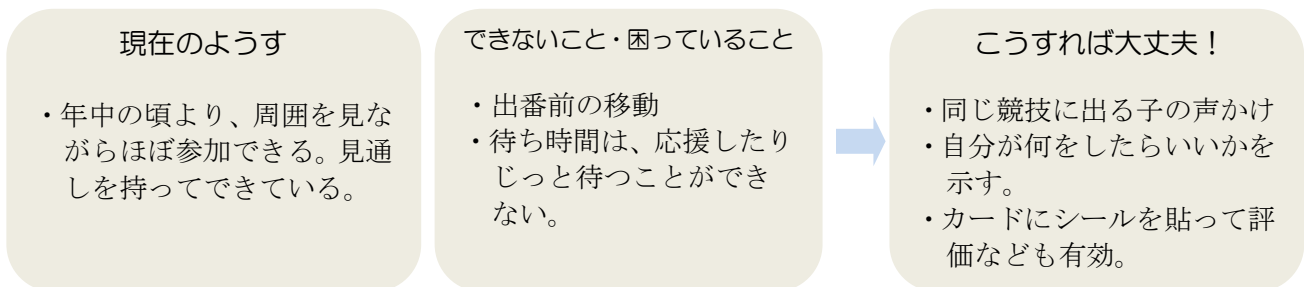 現在のようす
・年中の頃より、周囲を見な
がらほぼ参加できる。見通
しを持ってできている。
できないこと・困っていること
・出番前の移動
・待ち時間は、応援したり
じっと待つことができ
ない。
こうすれば大丈夫！
・同じ競技に出る子の声かけ
・自分が何をしたらいいかを
示す。
・カードにシールを貼って評
価なども有効。